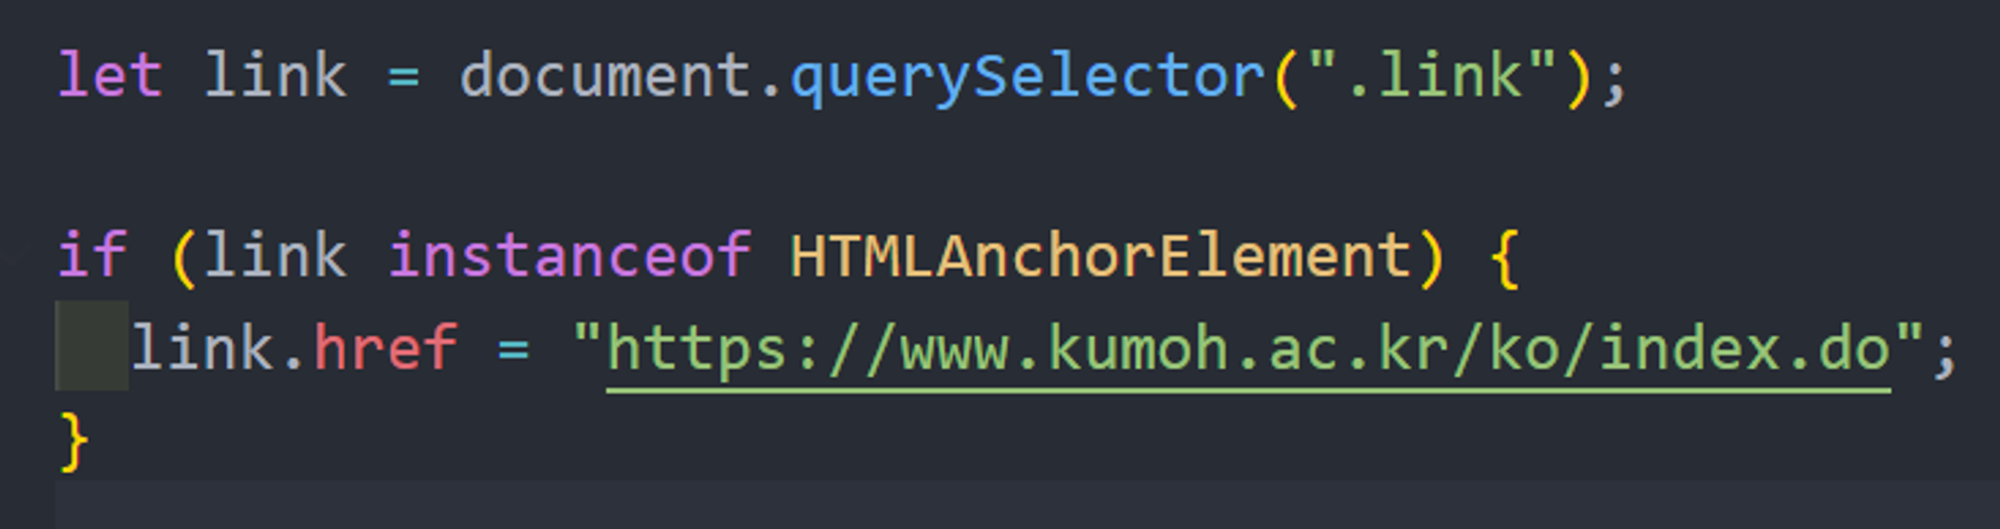 let link = document.querySelector(".link");
if (link instanceof HTMLAnchorElement) {
link.href = "https://www.kumoh.ac.kr/ko/index.do";
}